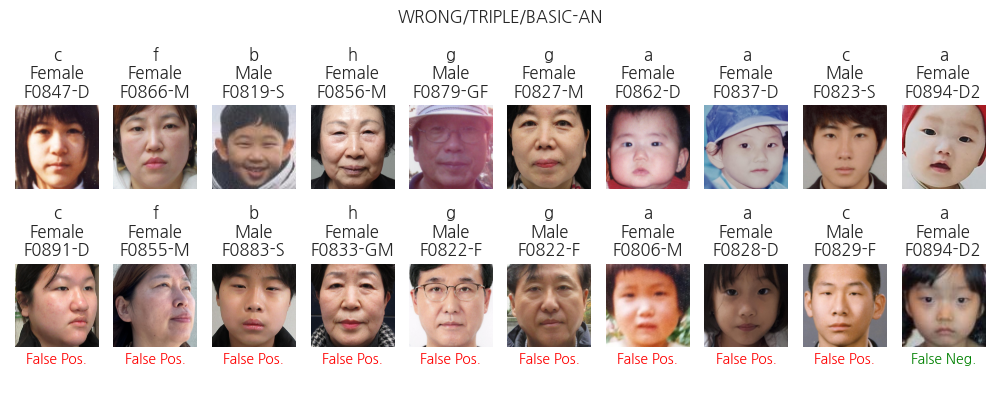 WRONG/TRIPLE/BASIC-AN
c f b h g g a a c a
Female Female Male Female Male Female Female Female Male Female
F0847-D F0866-M F0819-S F0856-M F0879-GF F0827-M F0862-D F0837-D F0823-S F0894-D2
c f b h g g a a c a
Female Female Male Female Male Male Female Female Male Female
F0891-D F0855-M F0883-S F0833-GM F0822-F F0822-F F0806-M F0828-D F0829-F F0894-D2
False Pos. False Pos. False Pos. False Pos. False Pos. False Pos. False Pos. False Pos. False Pos. False Neg.